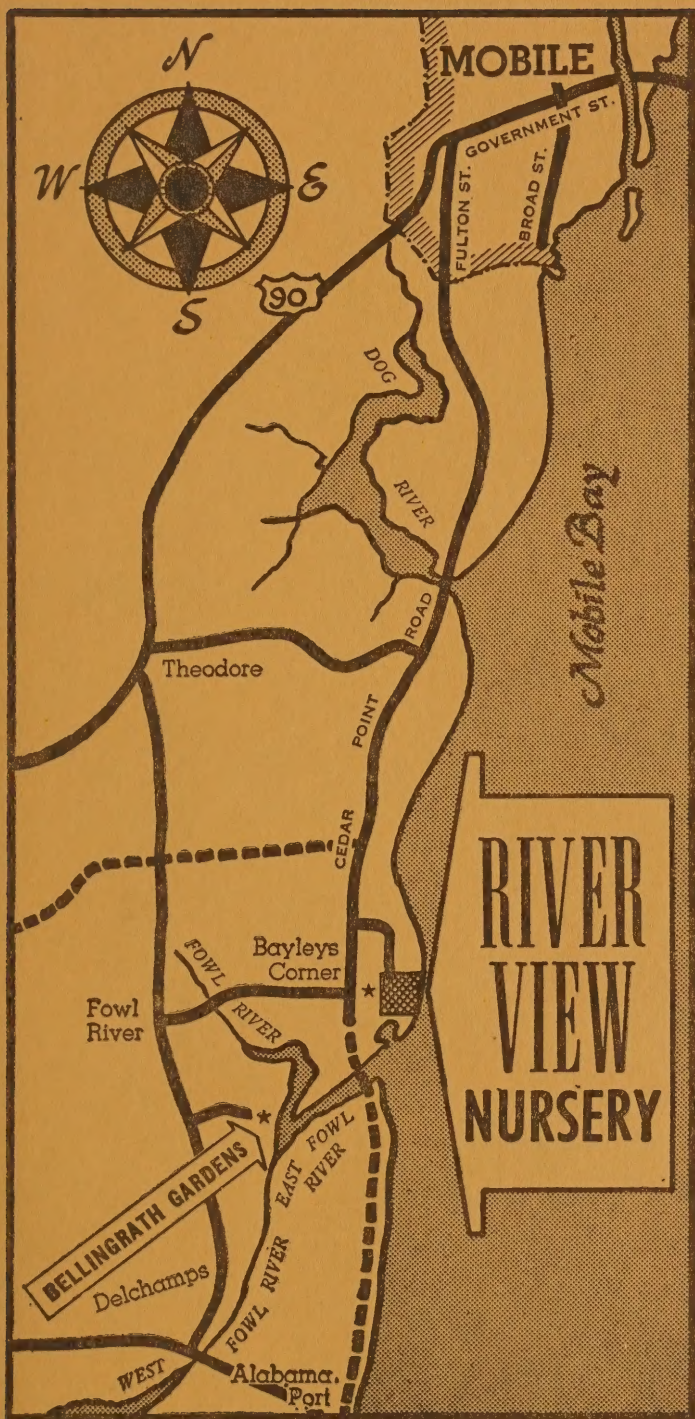 N
MOBILE
W
E
GOVERNMENT ST.
FULTON ST.
BROAD ST.
90
S
DOG
RIVER
Mobile Bay
ROAD
Theodore
POINT
CEDAR
RIVER
VIEW
NURSERY
FOWL
RIVER
Bayleys
Corner
Fowl
River
EAST FOWL
RIVER
BELLINGRATH GARDENS
FOWL RIVER
Delchamps
WEST
Alabama
Port